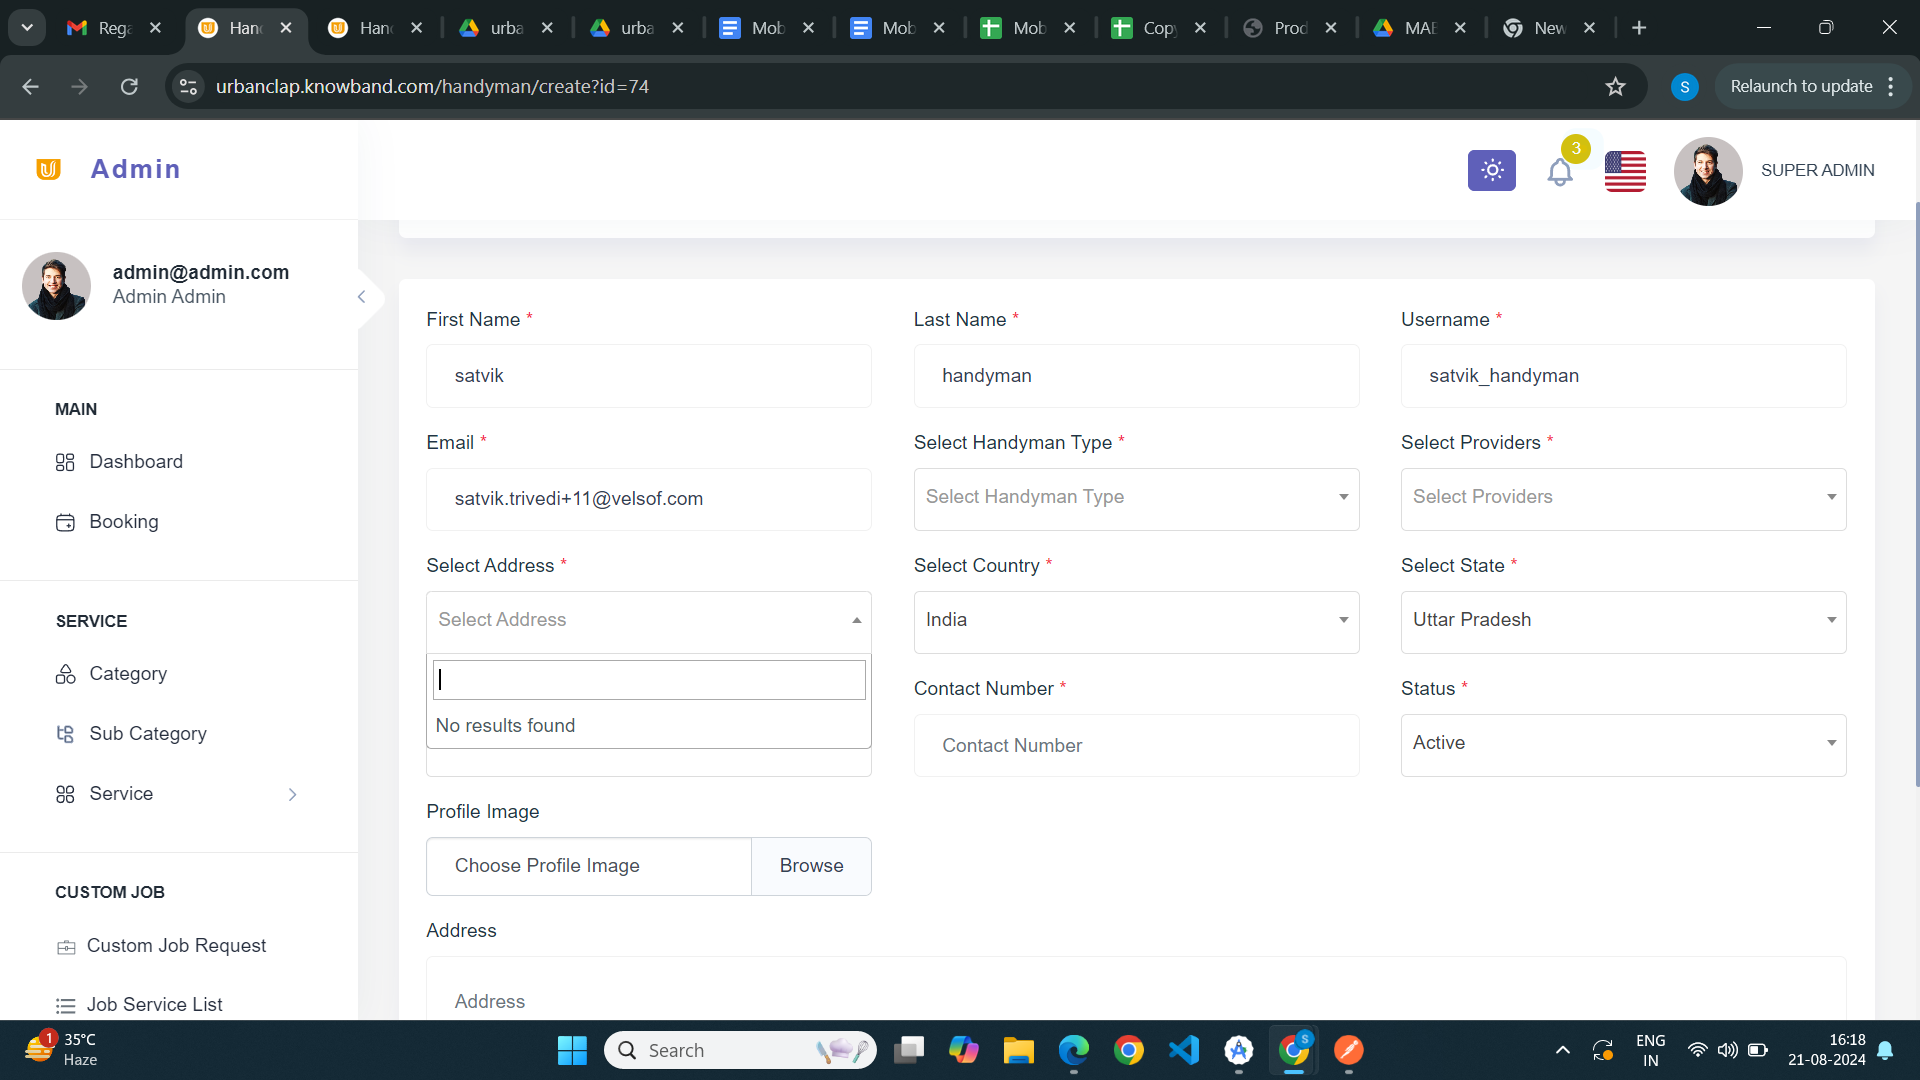 Rega
Hand
Hand
urba
urba
Mob
Mob
Mob
Copy
Prod
MAB
New
urbanclap.knowband.com/handyman/create?id=74
S
Relaunch to update
Admin
3
SUPER ADMIN
admin@admin.com
Admin Admin
MAIN
Dashboard
Booking
SERVICE
Category
Sub Category
Service
CUSTOM JOB
Custom Job Request
Job Service List
First Name *
Last Name *
Username *
satvik
handyman
satvik_handyman
Email *
Select Handyman Type *
Select Providers *
satvik.trivedi+11@velsof.com
Select Handyman Type
Select Providers
Select Address *
Select Country *
Select State *
Select Address
India
Uttar Pradesh
No results found
Contact Number *
Status *
Contact Number
Active
Profile Image
Choose Profile Image
Browse
Address
Address
1
35°C
Haze
Search
S
ENG
IN
16:18
21-08-2024